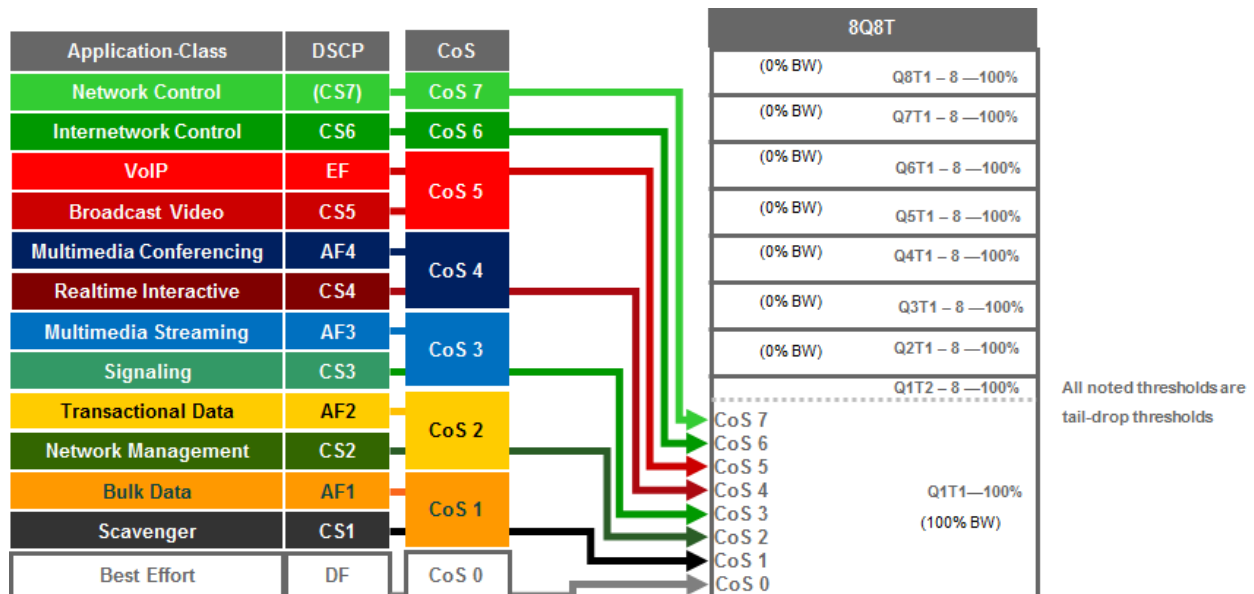 8Q8T
Application-Class DSCP CoS
(0% BW) Q8T1 – 8 —100%
Network Control (CS7) CoS 7
(0% BW) Q7T1 – 8 —100%
Internetwork Control CS6 CoS 6
(0% BW) Q6T1 – 8 —100%
VoIP EF
CoS 5
(0% BW) Q5T1 – 8 —100%
Broadcast Video CS5
(0% BW) Q4T1 – 8 —100%
Multimedia Conferencing AF4
CoS 4
Realtime Interactive CS4
(0% BW) Q3T1 – 8 —100%
Multimedia Streaming AF3
CoS 3
(0% BW) Q2T1 – 8 —100%
Signaling CS3
Q1T2 – 8 —100%
All noted thresholds are
tail-drop thresholds
Transactional Data AF2
CoS 2
Network Management CS2
Bulk Data AF1
CoS 1
Scavenger CS1
Best Effort DF CoS 0
CoS 7
CoS 6
CoS 5
CoS 4
CoS 3
CoS 2
CoS 1
CoS 0
Q1T1—100%
(100% BW)